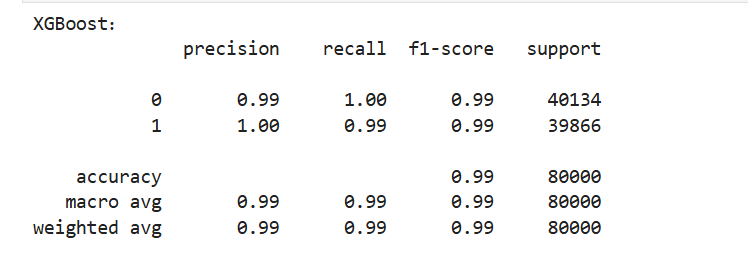 XGBoost:
precision recall f1-score support
0 0.99 1.00 0.99 40134
1 1.00 0.99 0.99 39866
accuracy 0.99 80000
macro avg 0.99 0.99 0.99 80000
weighted avg 0.99 0.99 0.99 80000